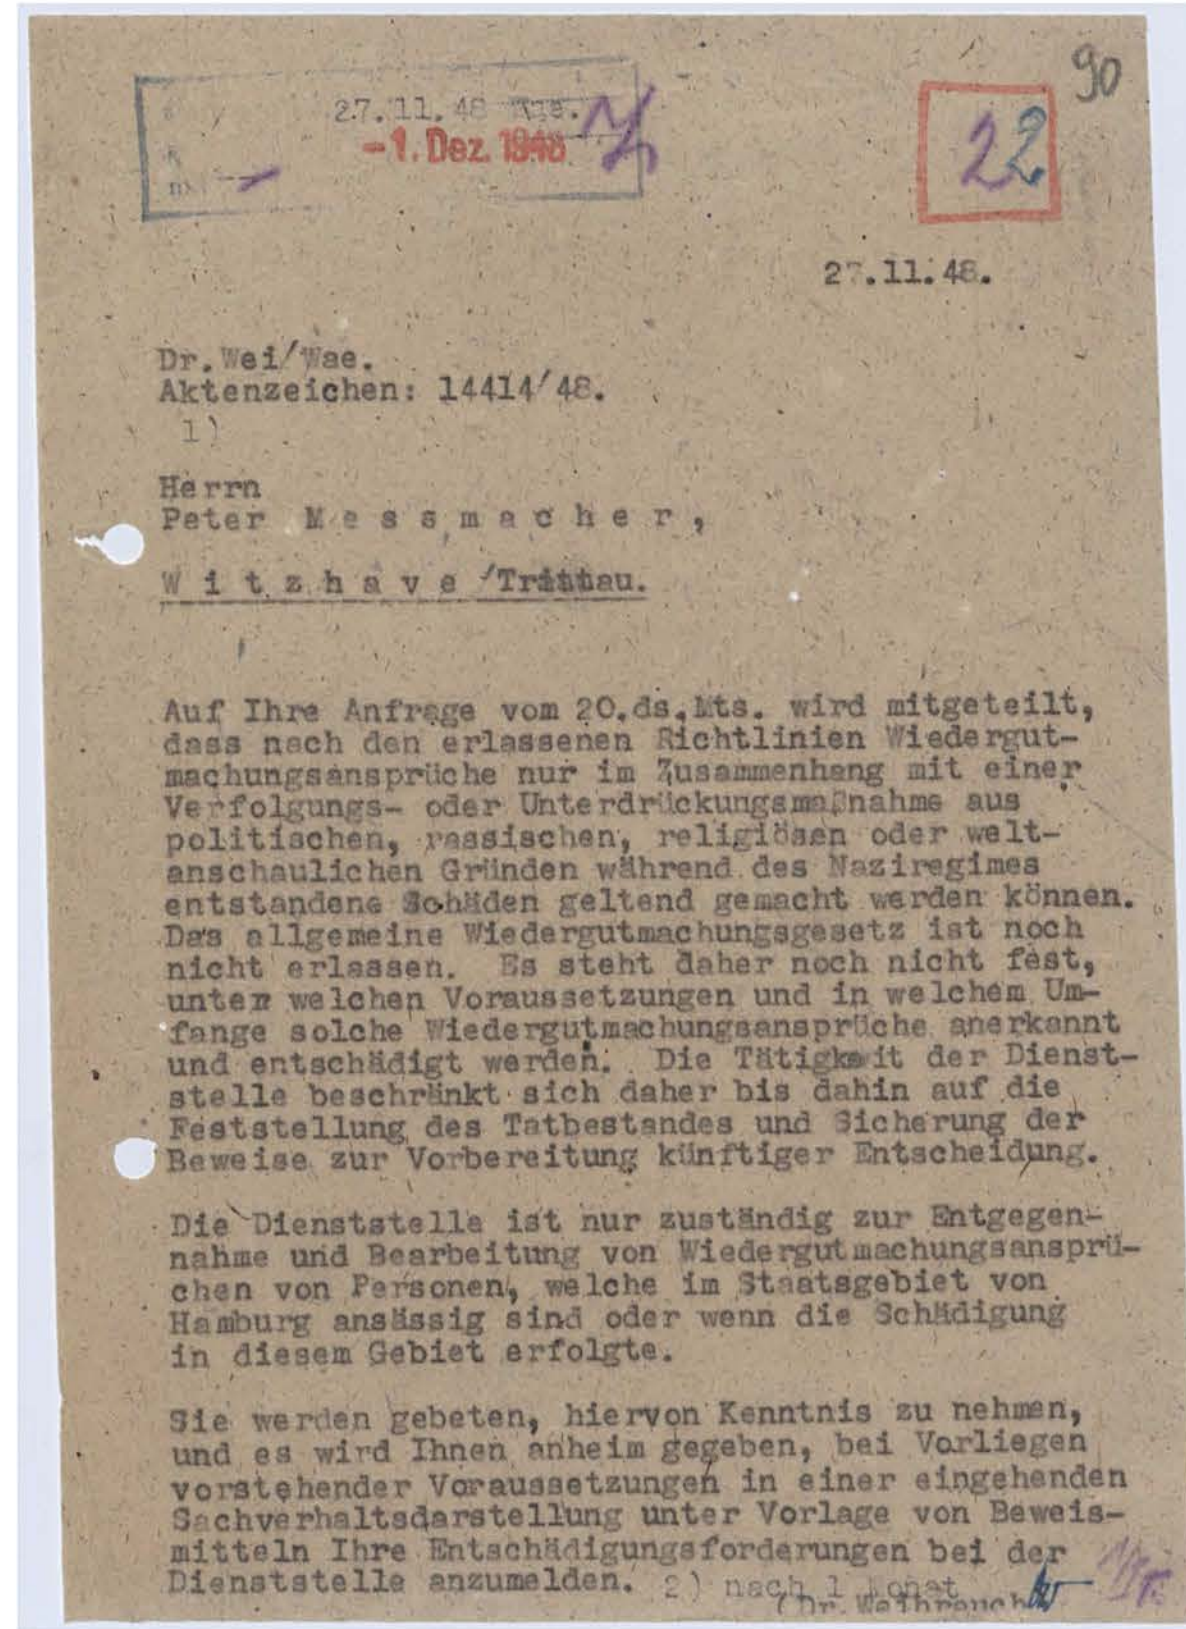 90
27.11.48 Wae.
-1. Dez. 1948
22
27.11.48.
Dr.Wei/Wae.
Aktenzeichen: 14414/48.
1)
Herrn
Peter M e s s m a c h e r ,
W i t z h a v e /Trittau.
Auf Ihre Anfrage vom 20.ds.Mts. wird mitgeteilt,
dass nach den erlassenen Richtlinien Wiedergut-
machungsansprüche nur im Zusammenhang mit einer
Verfolgungs- oder Unterdrückungsmaßnahme aus
politischen, rassischen, religiösen oder welt-
anschaulichen Gründen während des Naziregimes
entstandene Schäden geltend gemacht werden können.
Das allgemeine Wiedergutmachungsgesetz ist noch
nicht erlassen. Es steht daher noch nicht fest,
unter welchen Voraussetzungen und in welchem Um-
fange solche Wiedergutmachungsansprüche anerkannt
und entschädigt werden. Die Tätigkeit der Dienst-
stelle beschränkt sich daher bis dahin auf die
Feststellung des Tatbestandes und Sicherung der
Beweise zur Vorbereitung künftiger Entscheidung.
Die Dienststelle ist nur zuständig zur Entgegen-
nahme und Bearbeitung von Wiedergutmachungsansprü-
chen von Personen, welche im Staatsgebiet von
Hamburg ansässig sind oder wenn die Schädigung
in diesem Gebiet erfolgte.
Sie werden gebeten, hiervon Kenntnis zu nehmen,
und es wird Ihnen anheim gegeben, bei Vorliegen
vorstehender Voraussetzungen in einer eingehenden
Sachverhaltsdarstellung unter Vorlage von Beweis-
mitteln Ihre Entschädigungsforderungen bei der
Dienststelle anzumelden. 2) nach 1 Monat
(Dr. Weihrauch